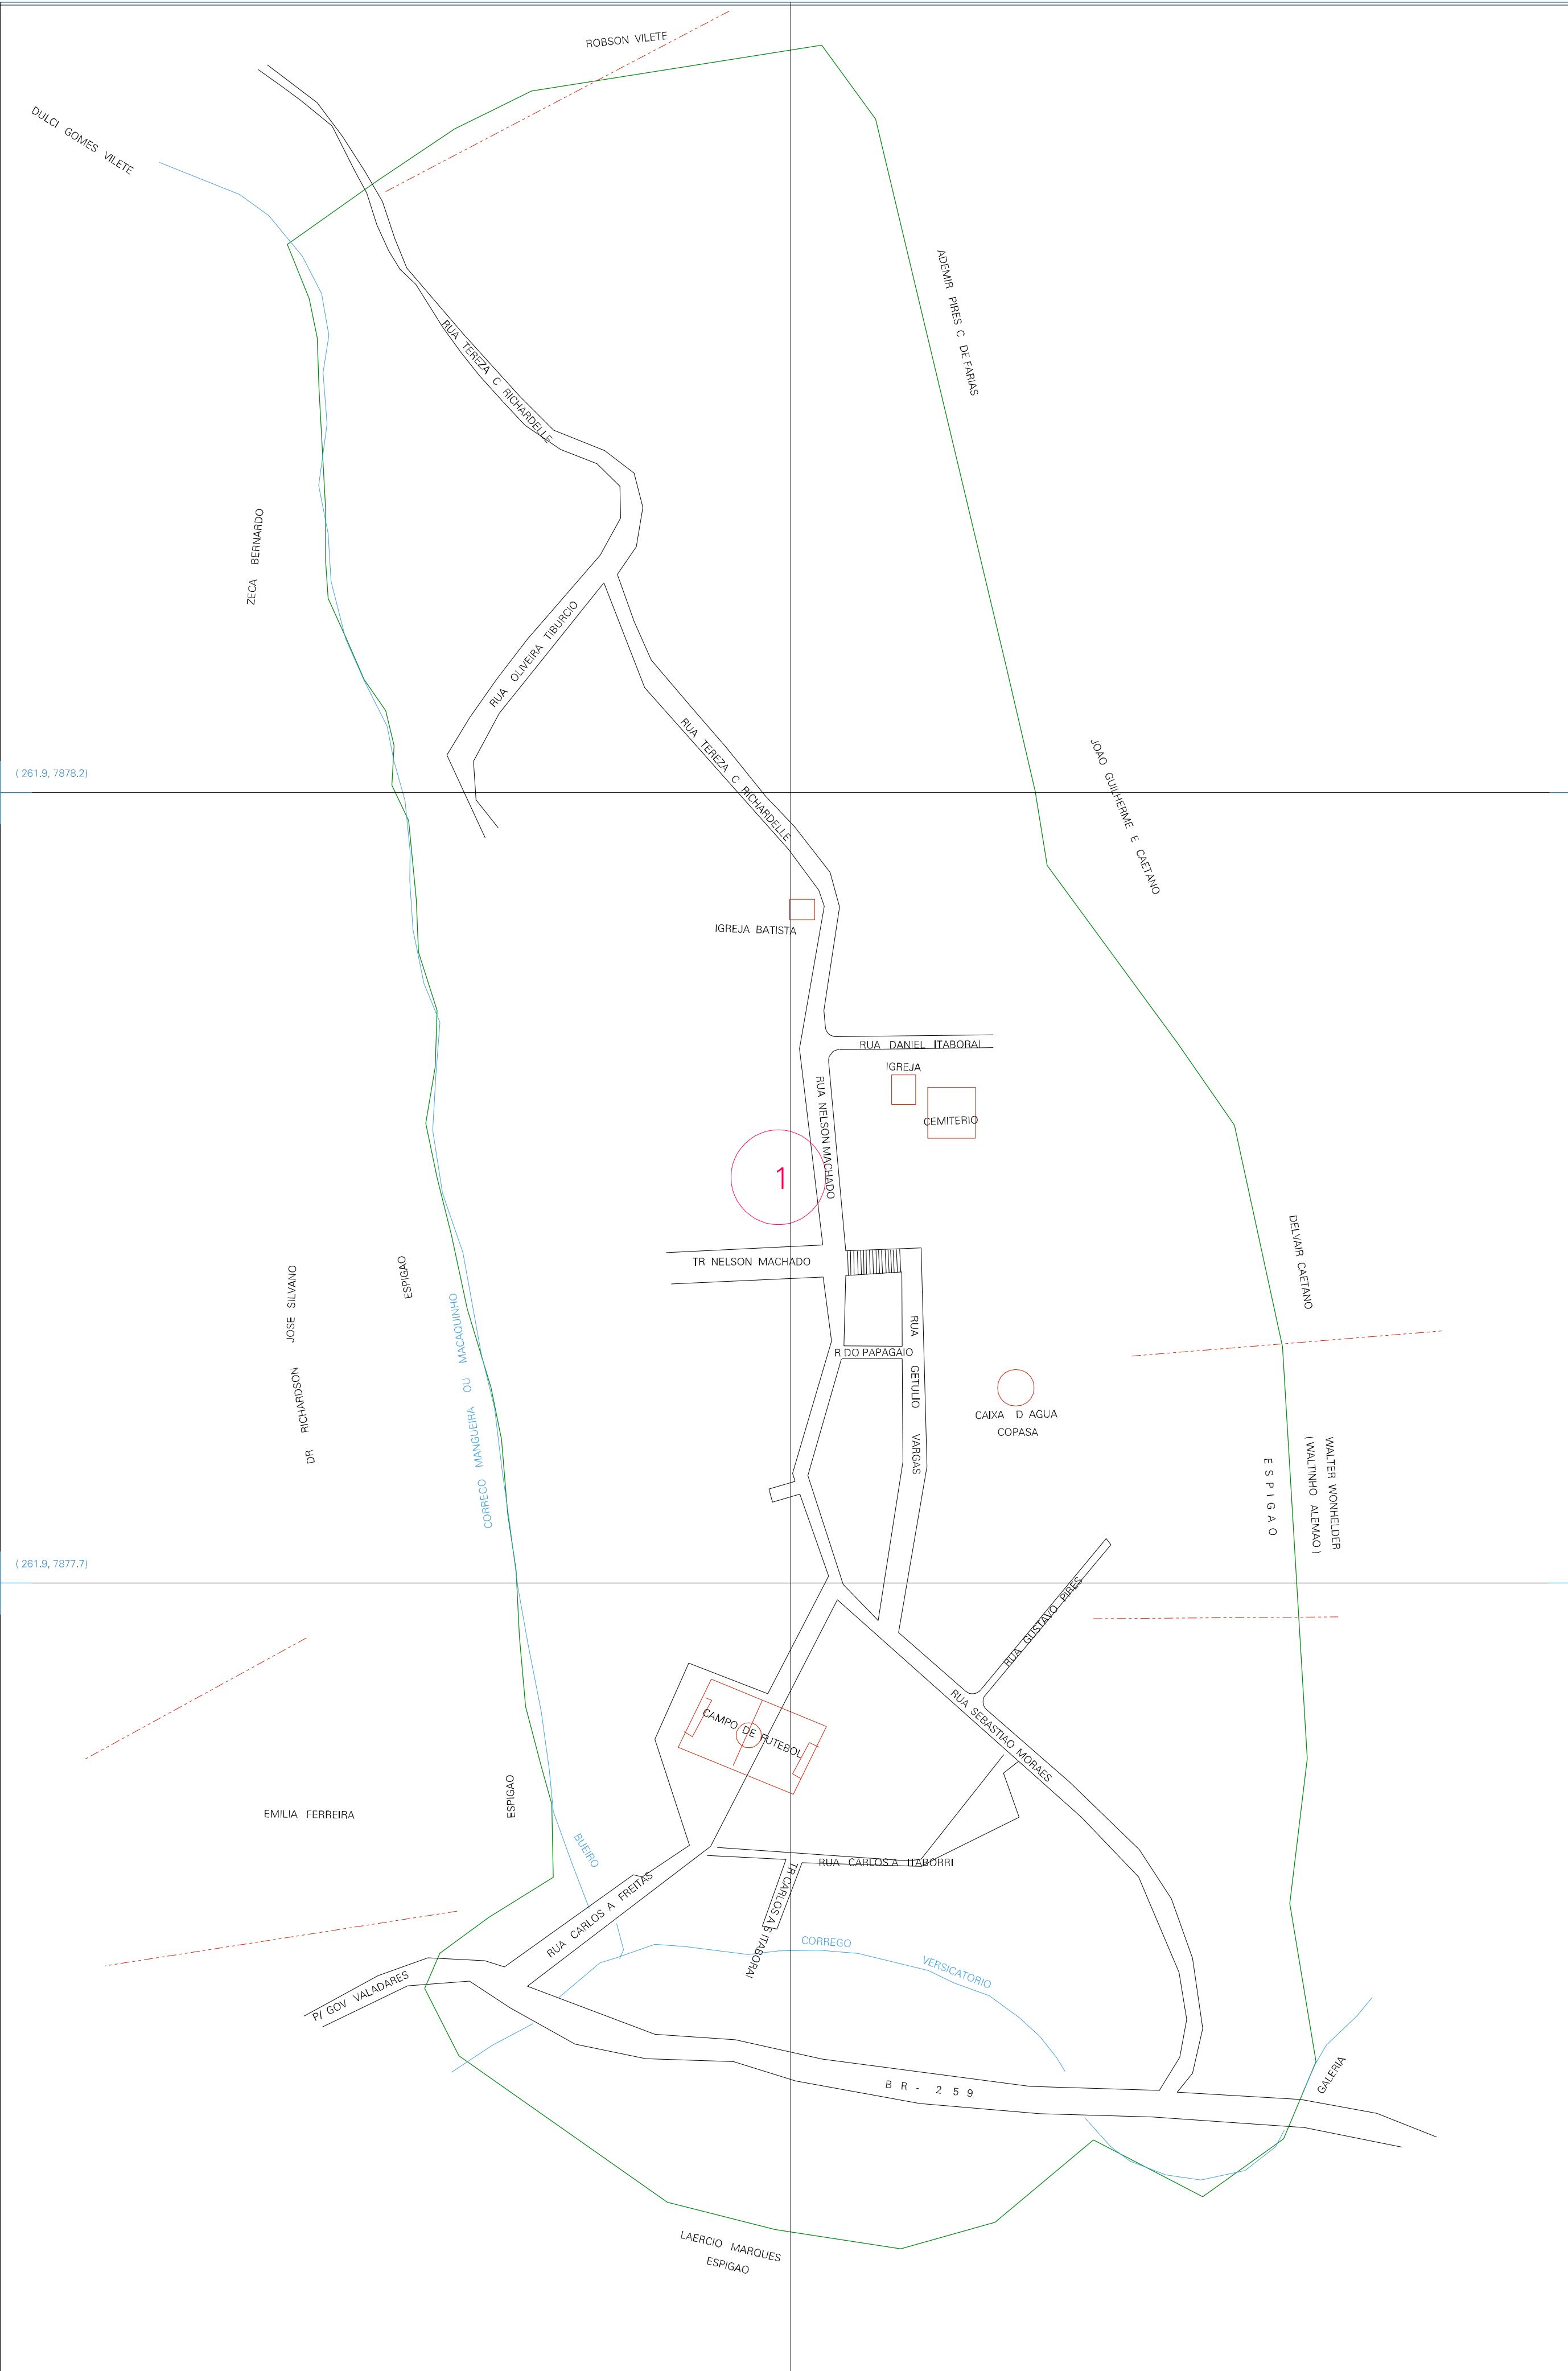 ROBSON VILETE
DULCI GOMES VILETE
ADEMIR PIRES C DE FARIAS
RUA TEREZA C RICHARDELLE
ZECA BERNARDO
RUA OLIVEIRA TIBURCIO
RUA TEREZA C RICHARDELLE
JOAO GUILHERME E CAETANO
( 261.9, 7878.2)
IGREJA BATISTA
RUA DANIEL ITABORAI
IGREJA
CEMITERIO
RUA NELSON MACHADO
1
TR NELSON MACHADO
DELVAIR CAETANO
JOSE SILVANO
ESPIGAO
CORREGO MANGUEIRA OU MACAQUINHO
DR RICHARDSON
R DO PAPAGAIO
RUA GETULIO VARGAS
CAIXA D AGUA
COPASA
ESPIGAO
WALTER WONHELDER
( WALTINHO ALEMAO )
( 261.9, 7877.7)
RUA GUSTAVO PIRES
RUA SEBASTIAO MORAES
CAMPO DE FUTEBOL
EMILIA FERREIRA
ESPIGAO
BUEIRO
RUA CARLOS A ITABORRI
TR CARLOS A S ITABORAI
RUA CARLOS A FREITAS
CORREGO VERSICATORIO
P/ GOV VALADARES
BR - 259
GALERIA
LAERCIO MARQUES
ESPIGAO